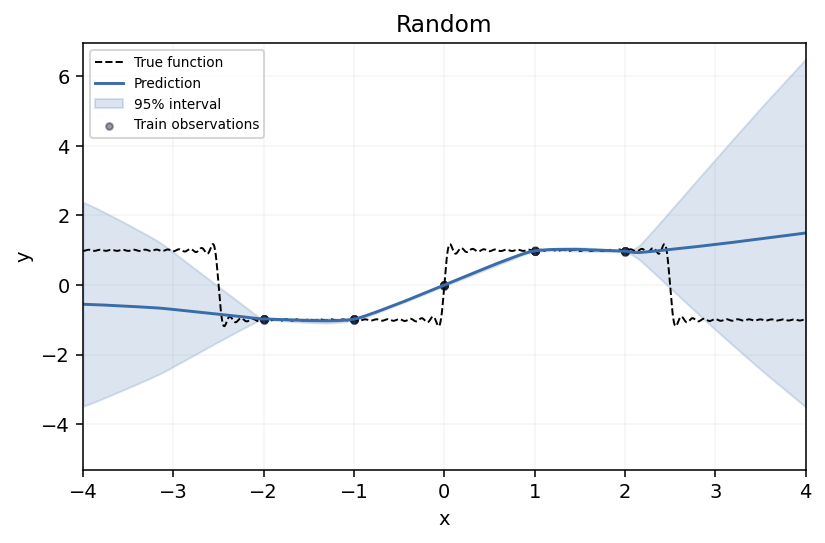 Random
True function
Prediction
95% interval
Train observations
6
4
2
0
−2
−4
y
−4 −3 −2 −1 0 1 2 3 4
x